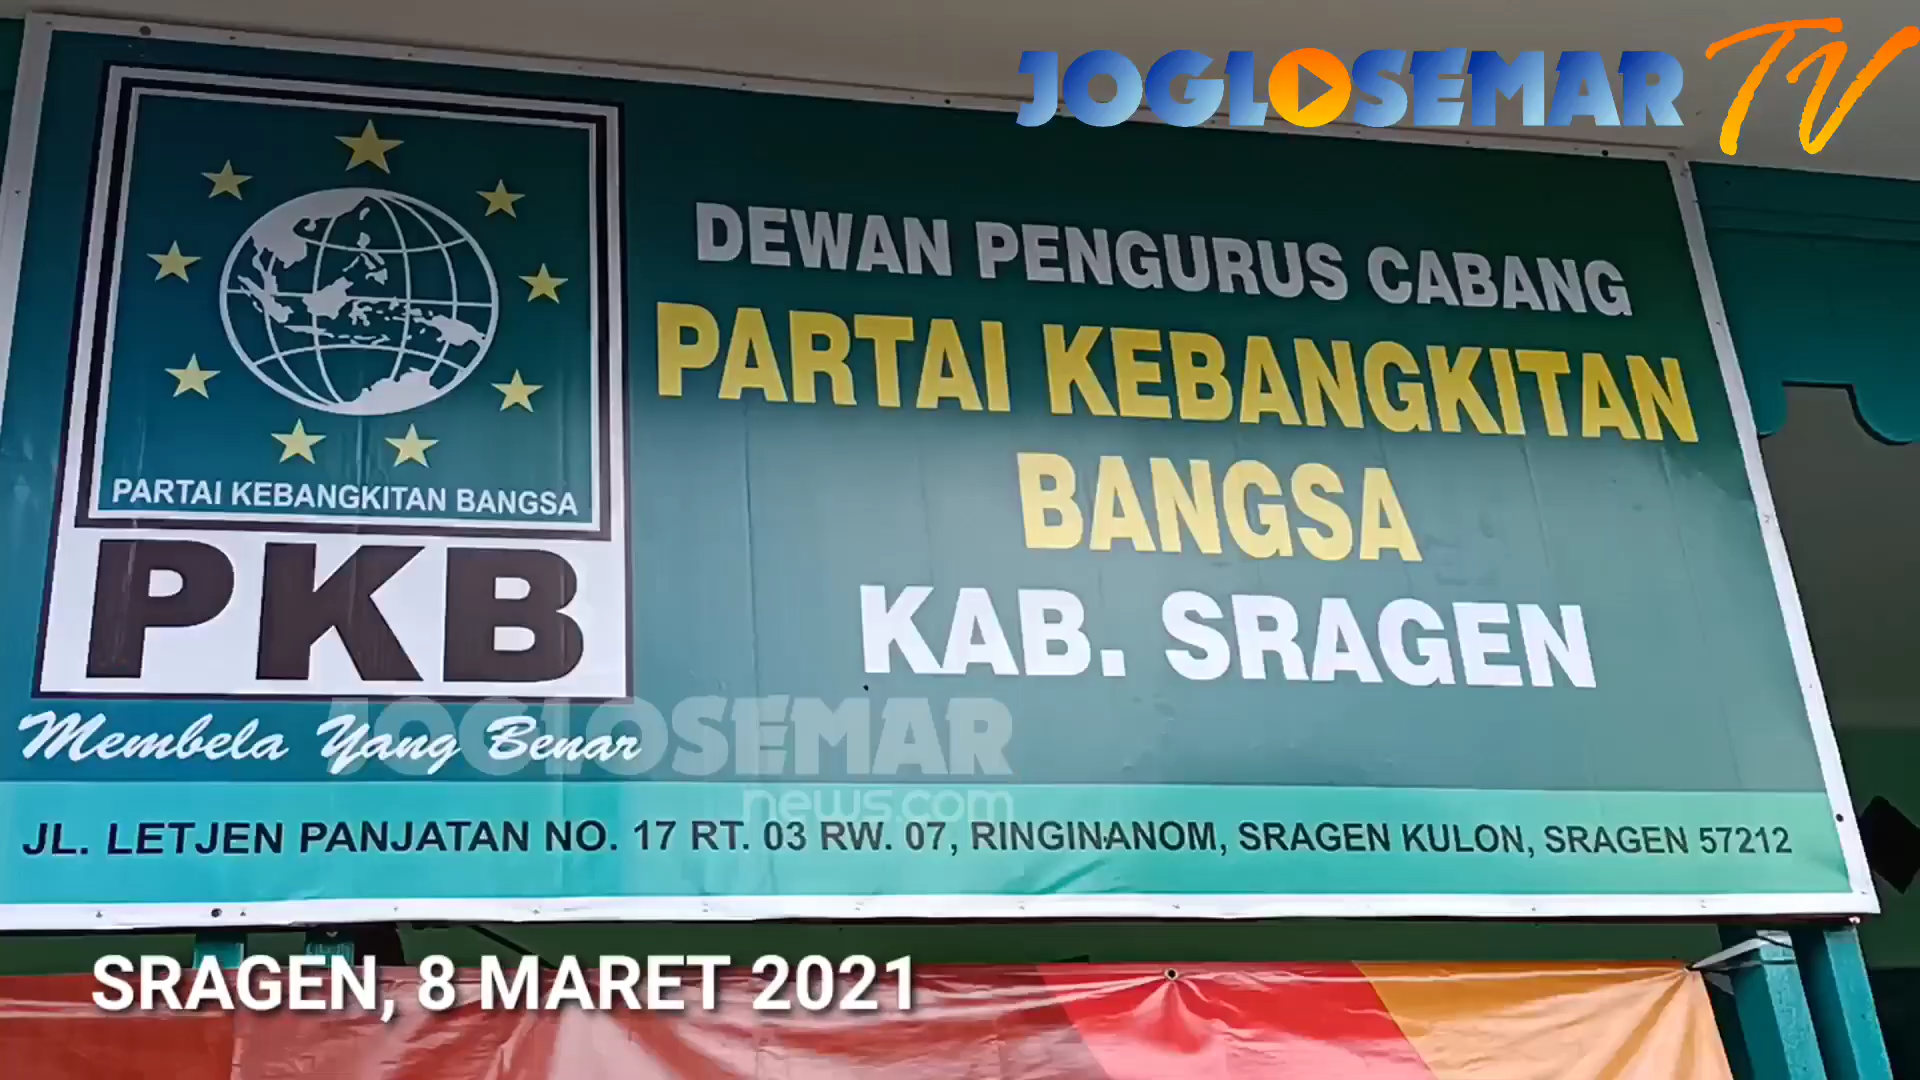 JOGLOSEMAR TV
DEWAN PENGURUS CABANG
PARTAI KEBANGKITAN
BANGSA
KAB. SRAGEN
PARTAI KEBANGKITAN BANGSA
PKB
Membela Yang Benar
JOGLOSEMAR
news.com
JL. LETJEN PANJATAN NO. 17 RT. 03 RW. 07, RINGINANOM, SRAGEN KULON, SRAGEN 57212
SRAGEN, 8 MARET 2021